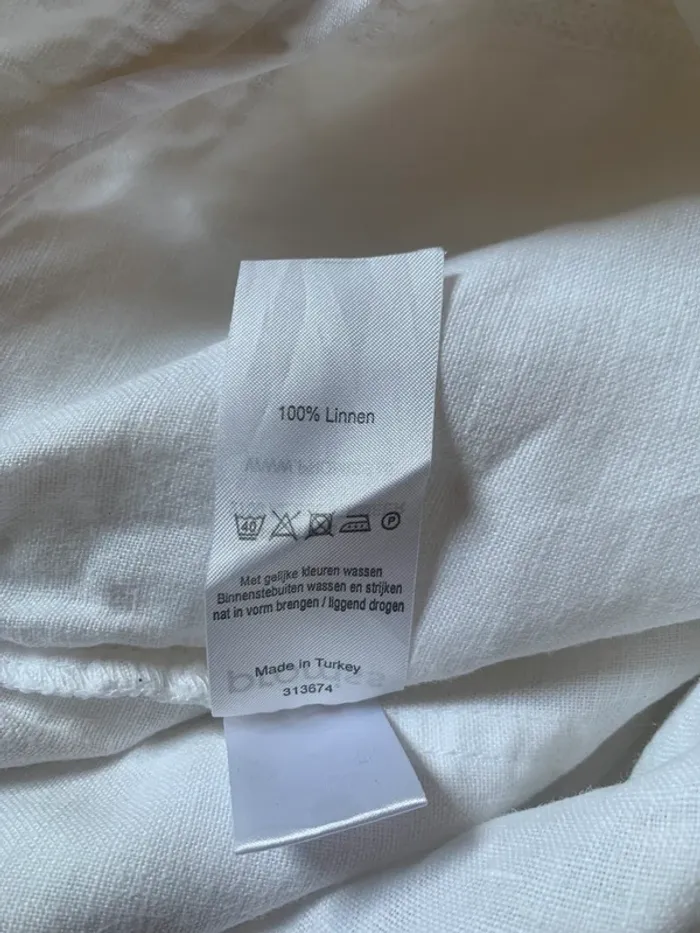 100% Linnen
40
P
Met gelijke kleuren wassen
Binnenstebuiten wassen en strijken
nat in vorm brengen / liggend drogen
Made in Turkey
313674